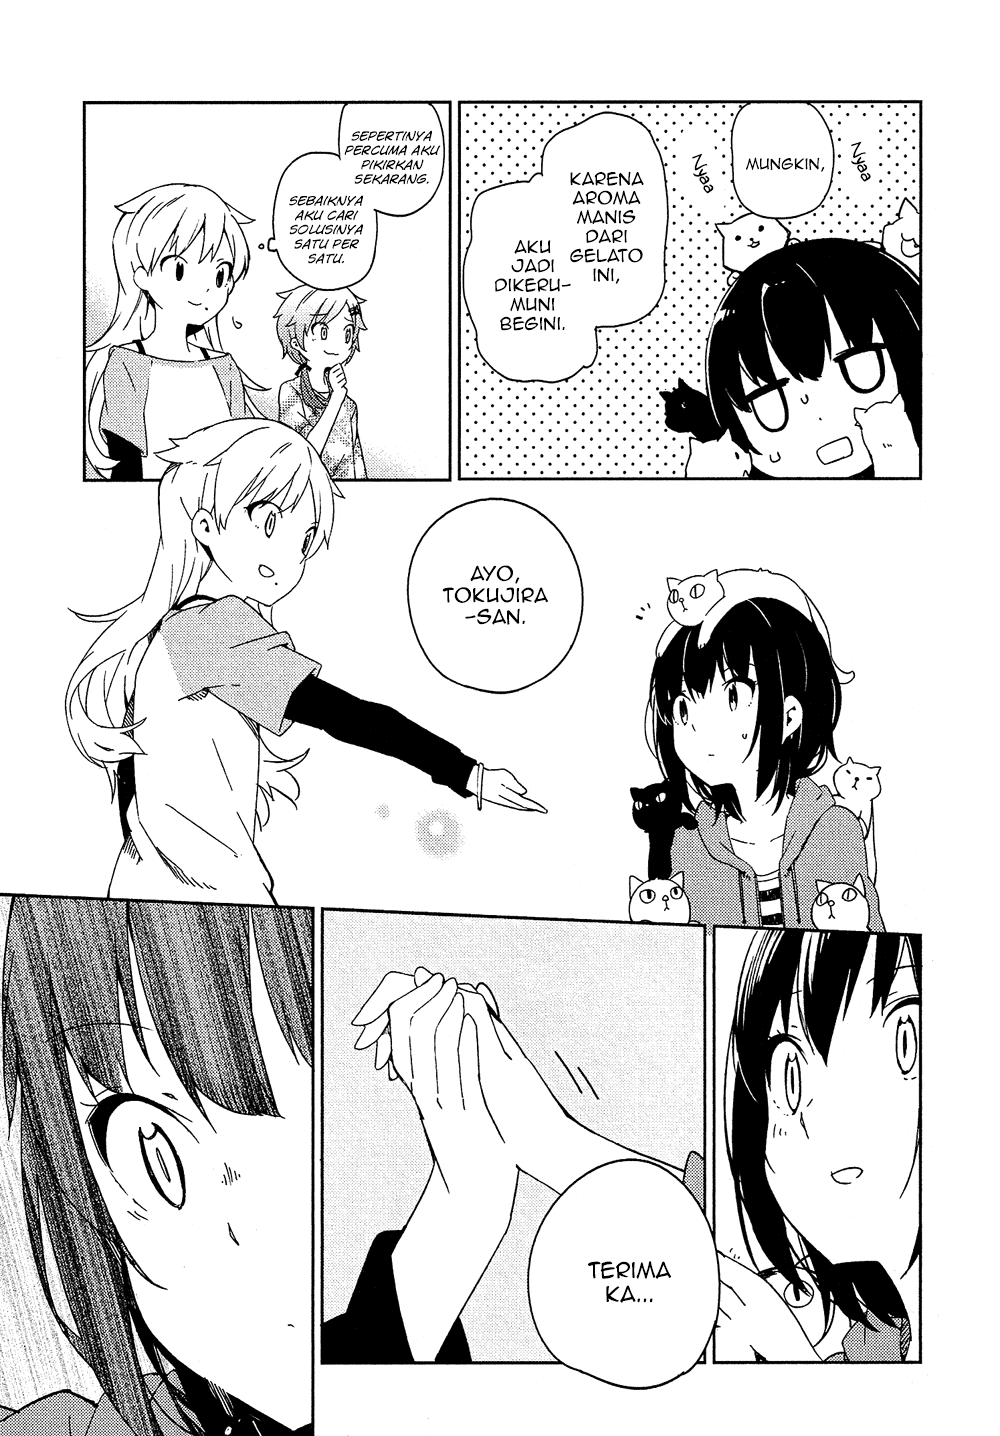 MUNGKIN,
Nyaa
Nyaa
KARENA
AROMA
MANIS
DARI
GELATO
INI,
AKU
JADI
DIKERU-
MUNI
BEGINI.
SEPERTINYA
PERCUMA AKU
PIKIRKAN
SEKARANG.
SEBAIKNYA
AKU CARI
SOLUSINYA
SATU PER
SATU.
AYO,
TOKUJIRA
-SAN.
TERIMA
KA...